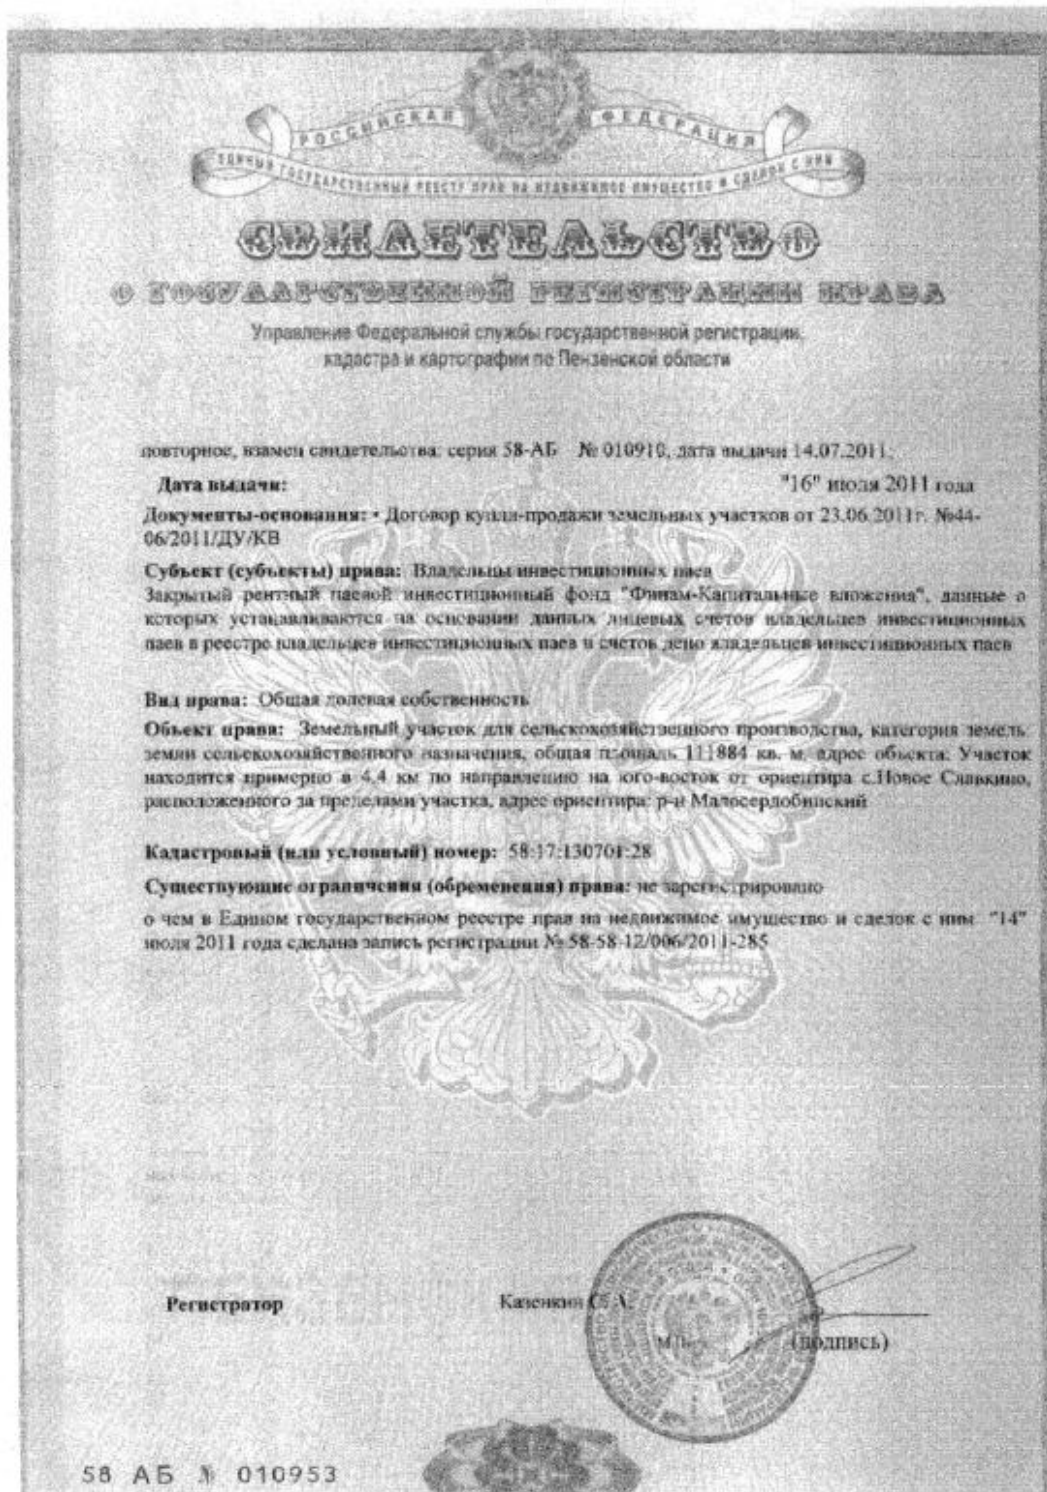 РОССИЙСКАЯ ФЕДЕРАЦИЯ
ЕДИНЫЙ ГОСУДАРСТВЕННЫЙ РЕЕСТР ПРАВ НА НЕДВИЖИМОЕ ИМУЩЕСТВО И СДЕЛОК С НИМ
СВИДЕТЕЛЬСТВО
О ГОСУДАРСТВЕННОЙ РЕГИСТРАЦИИ ПРАВА
Управление Федеральной службы государственной регистрации,
кадастра и картографии по Пензенской области
повторное, взамен свидетельства: серия 58-АБ № 010910, дата выдачи 14.07.2011;
Дата выдачи: "16" июля 2011 года
Документы-основания: • Договор купли-продажи земельных участков от 23.06.2011г. №44-
06/2011/ДУ/КВ
Субъект (субъекты) права: Владельцы инвестиционных паев
Закрытый рентный паевой инвестиционный фонд "Финам-Капитальные вложения", данные о
которых устанавливаются на основании данных лицевых счетов владельцев инвестиционных
паев в реестре владельцев инвестиционных паев и счетов депо владельцев инвестиционных паев
Вид права: Общая долевая собственность
Объект права: Земельный участок для сельскохозяйственного производства, категория земель:
земли сельскохозяйственного назначения, общая площадь 111884 кв. м, адрес объекта: Участок
находится примерно в 4,4 км по направлению на юго-восток от ориентира с.Новое Славкино,
расположенного за пределами участка, адрес ориентира: р-н Малосердобинский
Кадастровый (или условный) номер: 58:17:130701:28
Существующие ограничения (обременения) права: не зарегистрировано
о чем в Едином государственном реестре прав на недвижимое имущество и сделок с ним "14"
июля 2011 года сделана запись регистрации № 58-58-12/006/2011-285
Регистратор Казенкин С. А.
М.П. (подпись)
58 АБ № 010953